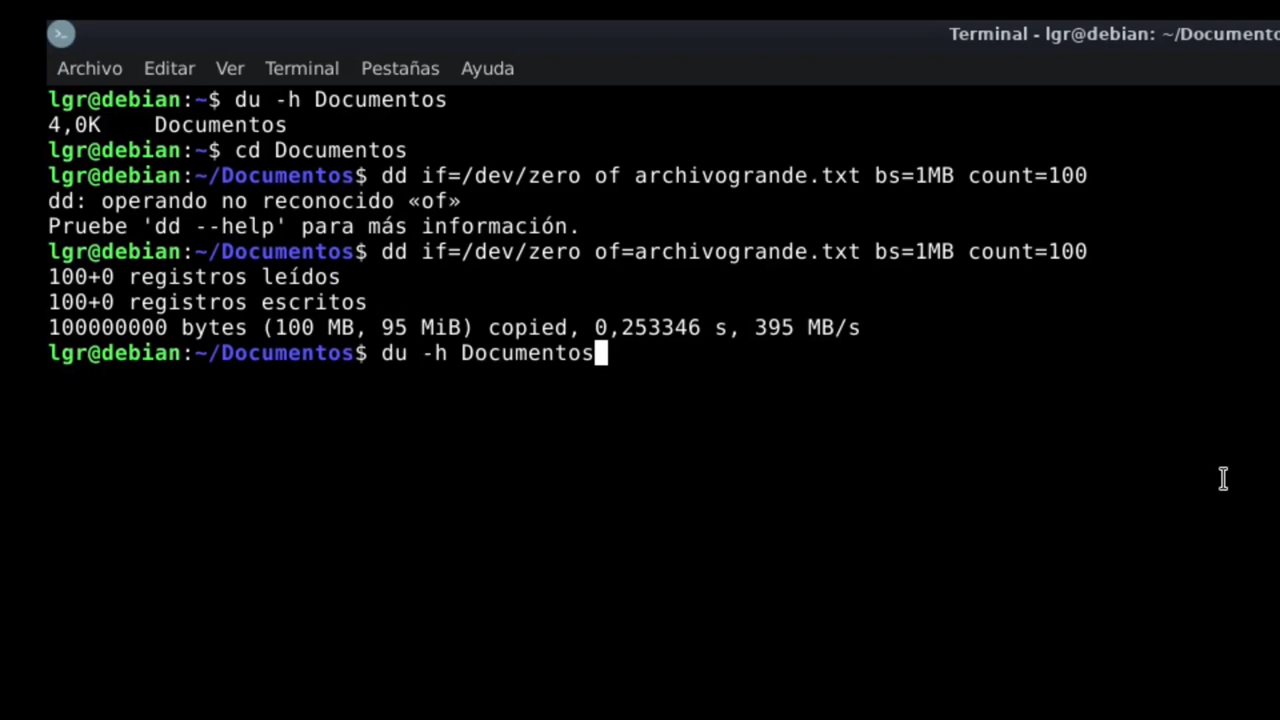 Terminal - lgr@debian: ~/Documento
Archivo Editar Ver Terminal Pestañas Ayuda
lgr@debian:~$ du -h Documentos
4,0K    Documentos
lgr@debian:~$ cd Documentos
lgr@debian:~/Documentos$ dd if=/dev/zero of archivogrande.txt bs=1MB count=100
dd: operando no reconocido «of»
Pruebe 'dd --help' para más información.
lgr@debian:~/Documentos$ dd if=/dev/zero of=archivogrande.txt bs=1MB count=100
100+0 registros leídos
100+0 registros escritos
100000000 bytes (100 MB, 95 MiB) copied, 0,253346 s, 395 MB/s
lgr@debian:~/Documentos$ du -h Documentos